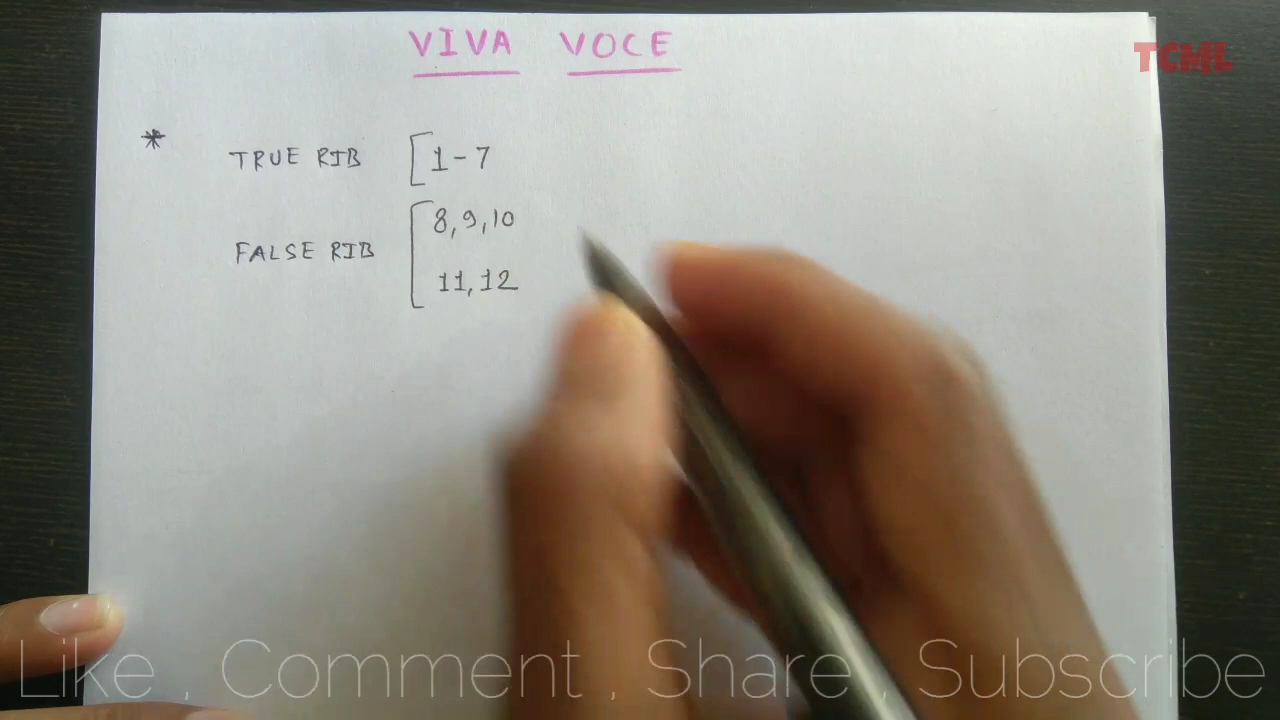 VIVA VOCE
TCML
* TRUE RIB [1-7
FALSE RIB [8,9,10
11,12
Like , Comment , Share , Subscribe